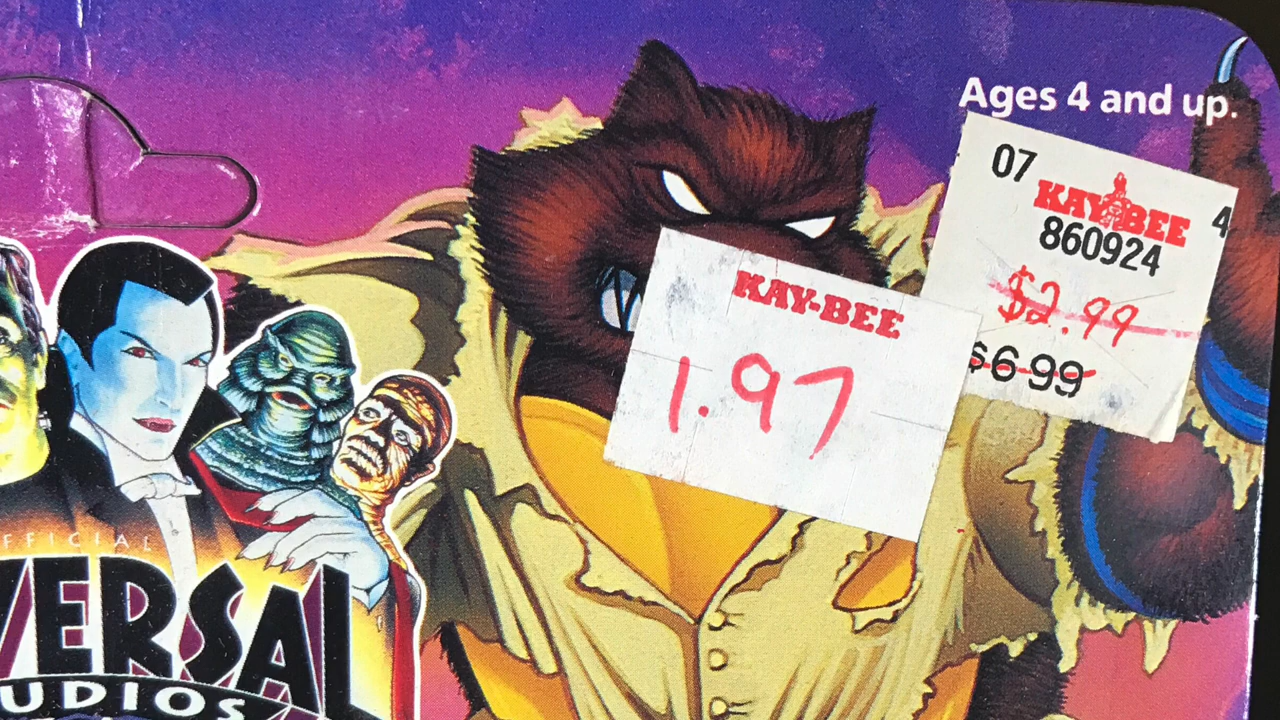 Ages 4 and up.
07
KAY-BEE
4
860924
$2.99
$6.99
KAY-BEE
1.97
FFICIAL
VERSAL
UDIOS